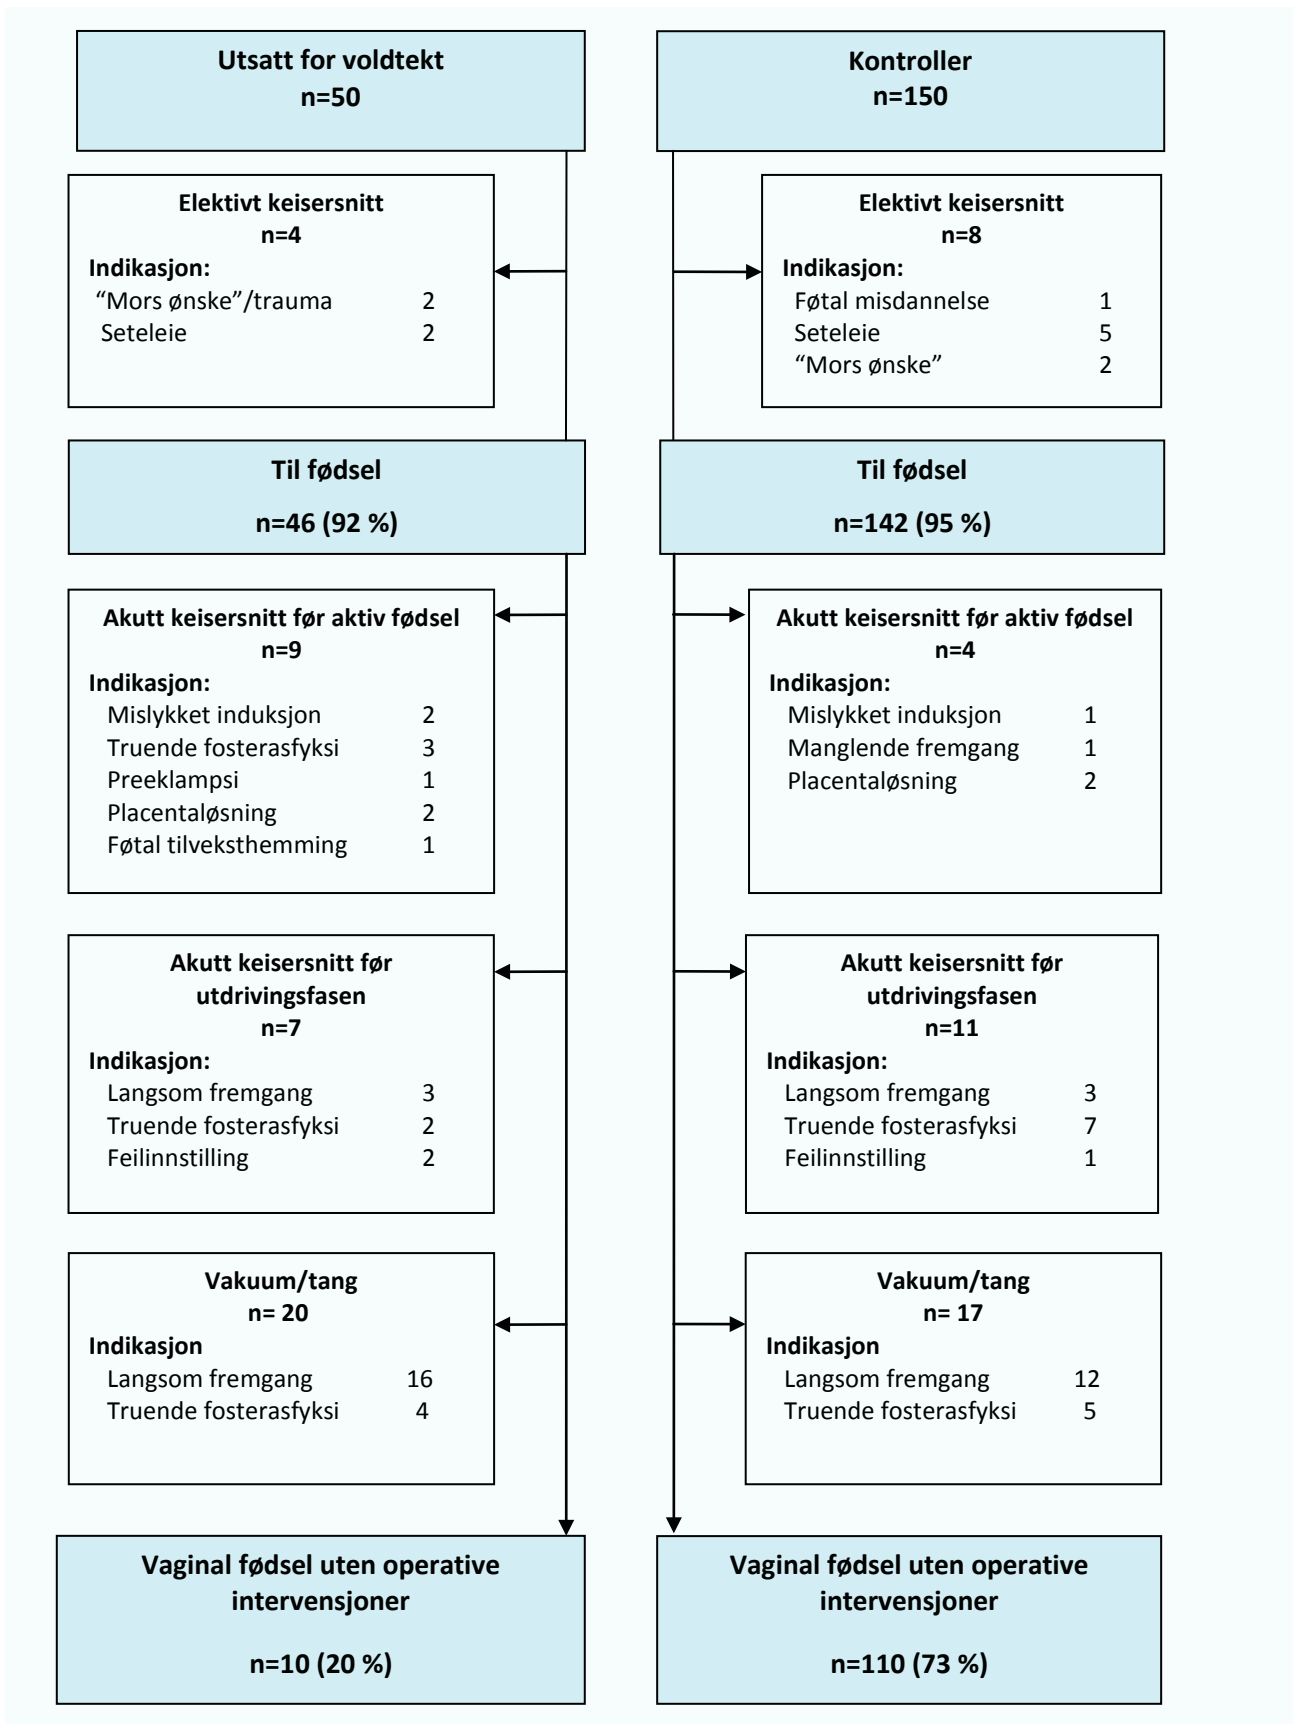 Utsatt for voldtekt
n=50
Kontroller
n=150
Elektivt keisersnitt
n=4
Indikasjon:
“Mors ønske”/trauma 2
Seteleie 2
Elektivt keisersnitt
n=8
Indikasjon:
Føtal misdannelse 1
Seteleie 5
“Mors ønske” 2
Til fødsel
n=46 (92 %)
Til fødsel
n=142 (95 %)
Akutt keisersnitt før aktiv fødsel
n=9
Indikasjon:
Mislykket induksjon 2
Truende fosterasfyksi 3
Preeklampsi 1
Placentaløsning 2
Føtal tilveksthemming 1
Akutt keisersnitt før aktiv fødsel
n=4
Indikasjon:
Mislykket induksjon 1
Manglende fremgang 1
Placentaløsning 2
Akutt keisersnitt før
utdrivingsfasen
n=7
Indikasjon:
Langsom fremgang 3
Truende fosterasfyksi 2
Feilinnstilling 2
Akutt keisersnitt før
utdrivingsfasen
n=11
Indikasjon:
Langsom fremgang 3
Truende fosterasfyksi 7
Feilinnstilling 1
Vakuum/tang
n= 20
Indikasjon
Langsom fremgang 16
Truende fosterasfyksi 4
Vakuum/tang
n= 17
Indikasjon
Langsom fremgang 12
Truende fosterasfyksi 5
Vaginal fødsel uten operative
intervensjoner
n=10 (20 %)
Vaginal fødsel uten operative
intervensjoner
n=110 (73 %)